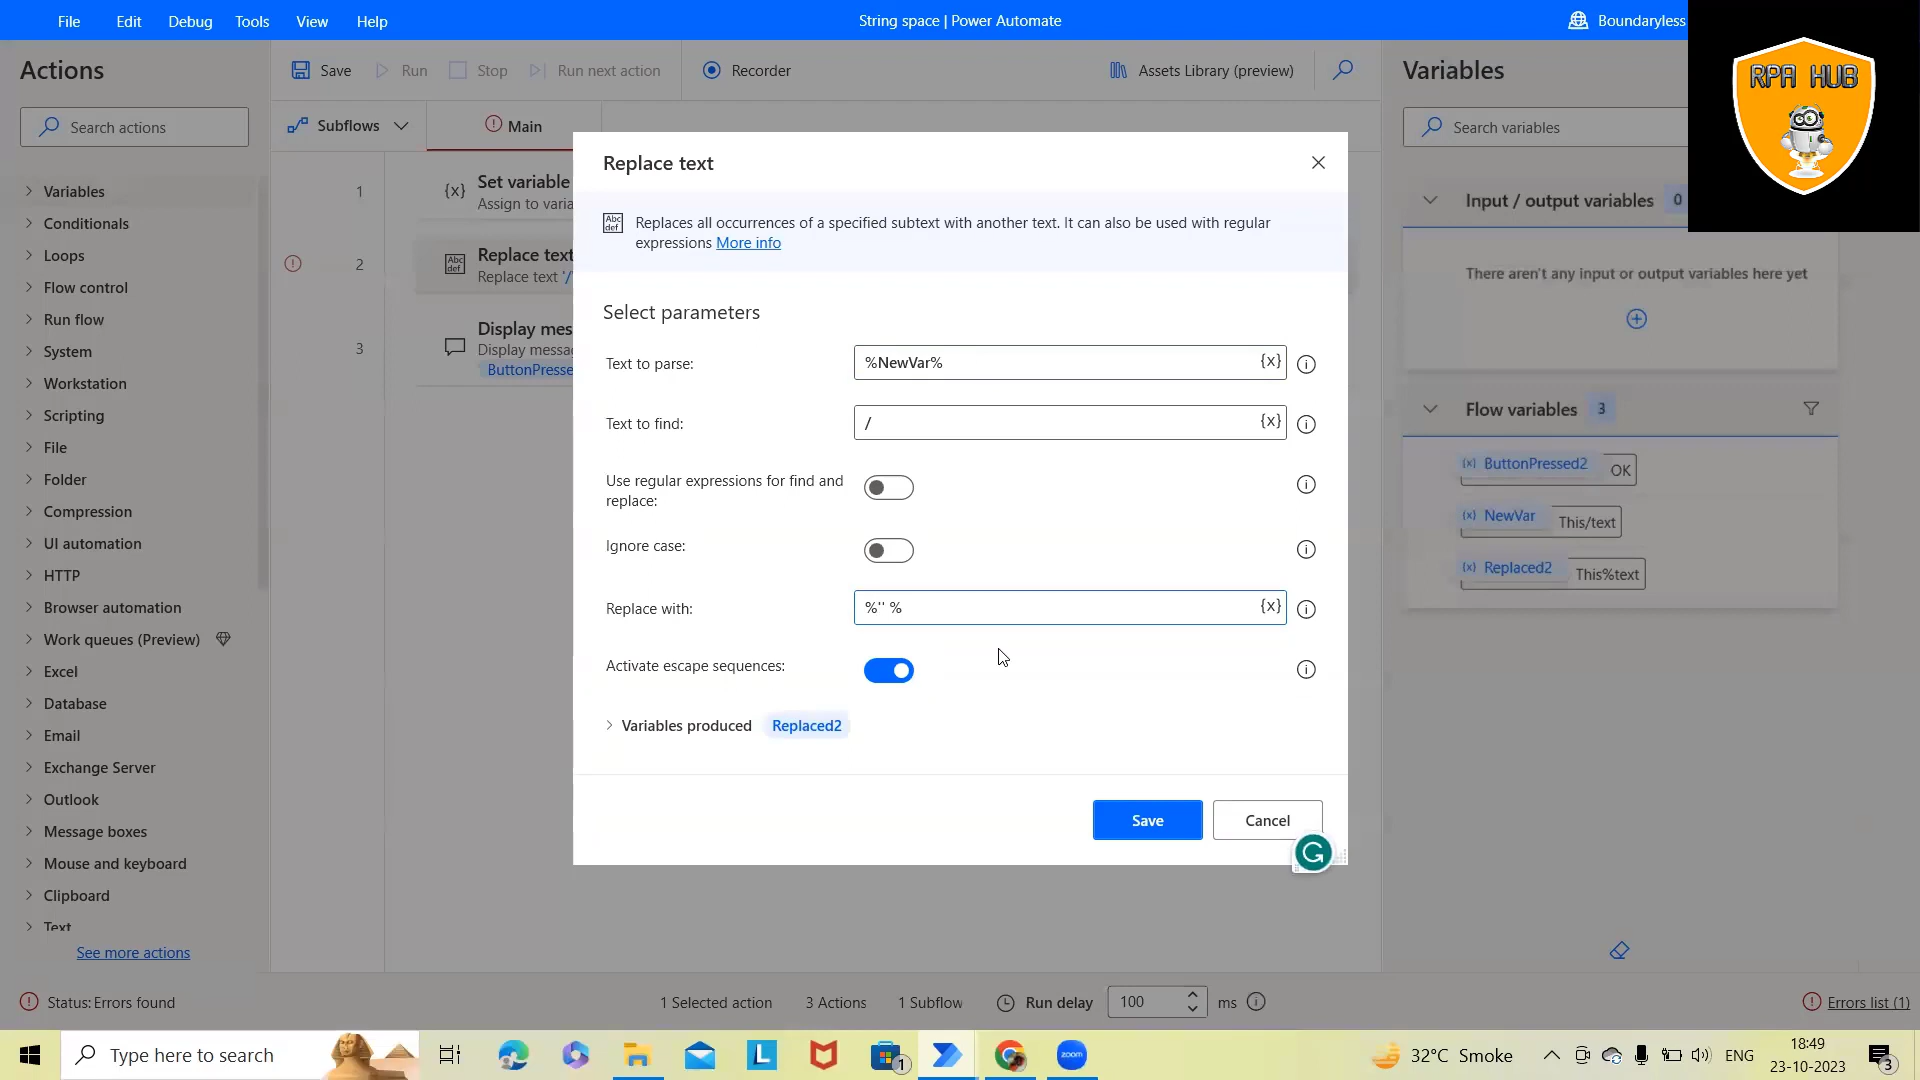 File Edit Debug Tools View Help
String space | Power Automate
Boundaryless
RPA HUB
Actions
Search actions
Variables
Conditionals
Loops
Flow control
Run flow
System
Workstation
Scripting
File
Folder
Compression
UI automation
HTTP
Browser automation
Work queues (Preview)
Excel
Database
Email
Exchange Server
Outlook
Message boxes
Mouse and keyboard
Clipboard
Text
See more actions
Save Run Stop Run next action Recorder Assets Library (preview)
Subflows Main
1 {x} Set variable
Assign to varia
2 Abc def Replace text
Replace text '/'
3 Display mes
Display messa
ButtonPresse
Replace text
Abc def Replaces all occurrences of a specified subtext with another text. It can also be used with regular
expressions More info
Select parameters
Text to parse: %NewVar% {x}
Text to find: / {x}
Use regular expressions for find and
replace:
Ignore case:
Replace with: %'' % {x}
Activate escape sequences:
Variables produced Replaced2
Save Cancel
Variables
Search variables
Input / output variables 0
There aren't any input or output variables here yet
Flow variables 3
{x} ButtonPressed2 OK
{x} NewVar This/text
{x} Replaced2 This%text
Status: Errors found 1 Selected action 3 Actions 1 Subflow Run delay 100 ms Errors list (1)
Type here to search
L
1
zoom
32°C Smoke
ENG
18:49
23-10-2023
3